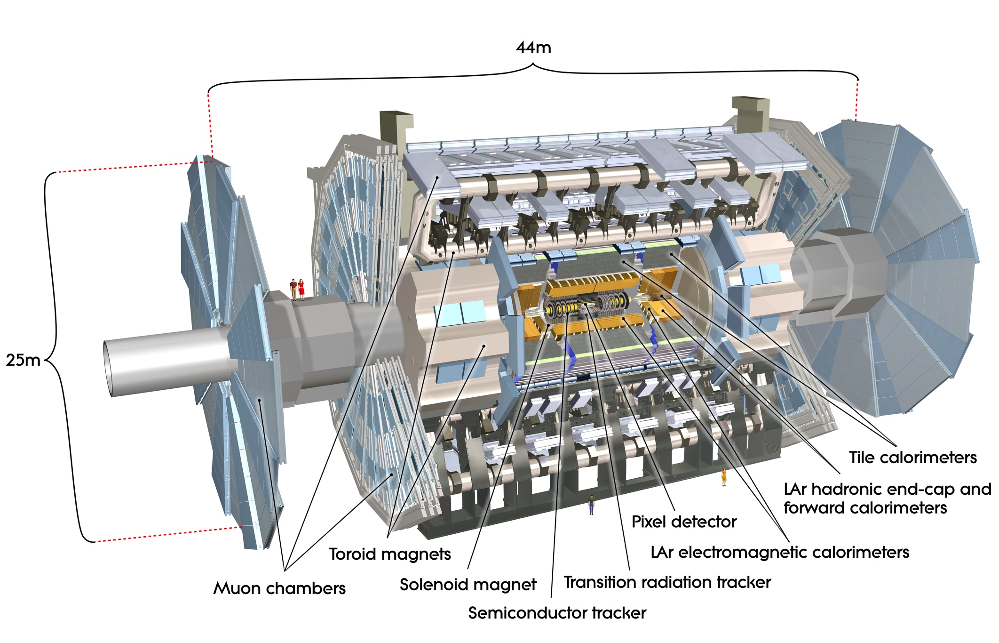 44m
25m
Tile calorimeters
LAr hadronic end-cap and
forward calorimeters
Pixel detector
LAr electromagnetic calorimeters
Toroid magnets
Transition radiation tracker
Solenoid magnet
Muon chambers
Semiconductor tracker